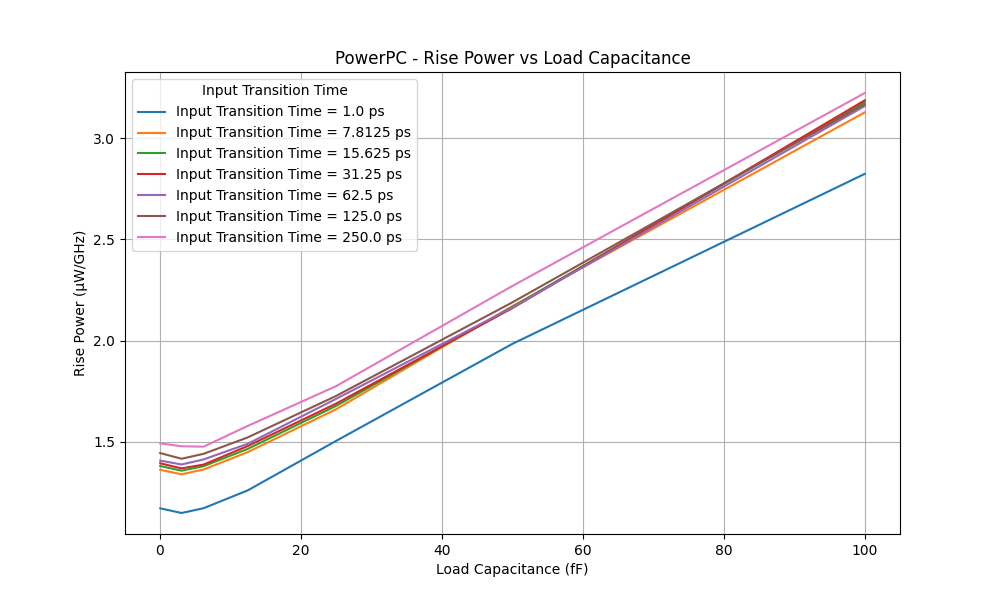 PowerPC - Rise Power vs Load Capacitance
Input Transition Time
Input Transition Time = 1.0 ps
Input Transition Time = 7.8125 ps
Input Transition Time = 15.625 ps
Input Transition Time = 31.25 ps
Input Transition Time = 62.5 ps
Input Transition Time = 125.0 ps
Input Transition Time = 250.0 ps
Rise Power (μW/GHz)
3.0
2.5
2.0
1.5
0 20 40 60 80 100
Load Capacitance (fF)